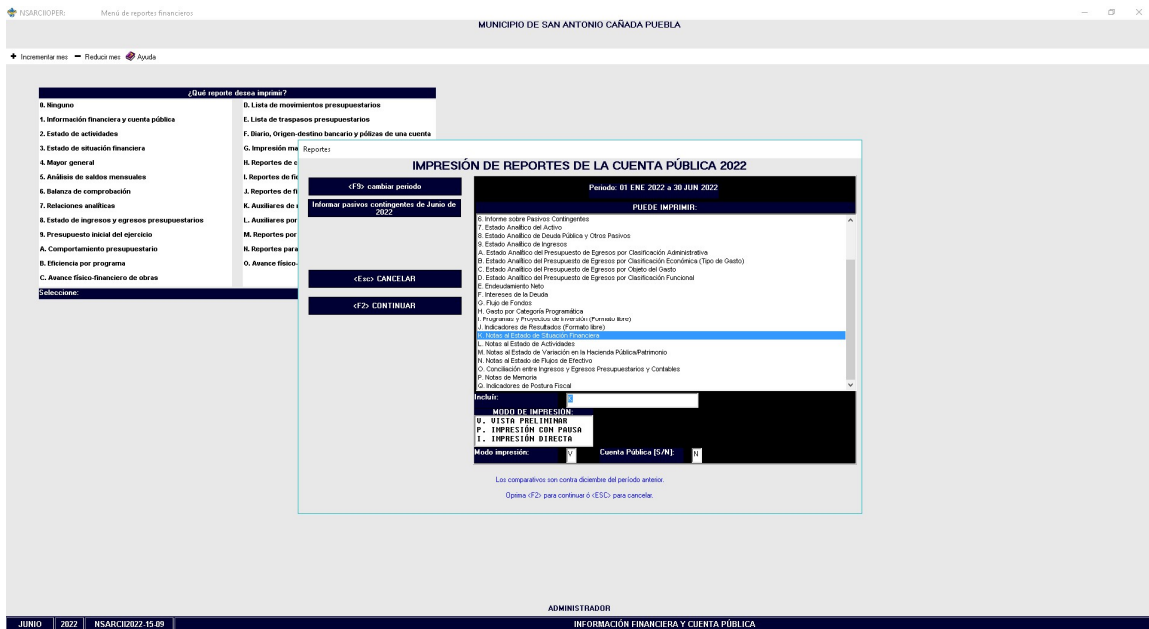 NSARCIIOPER: Menú de reportes financieros
MUNICIPIO DE SAN ANTONIO CAÑADA PUEBLA
Incrementar mes Reducir mes Ayuda
¿Qué reporte desea imprimir?
0. Ninguno
1. Información financiera y cuenta pública
2. Estado de actividades
3. Estado de situación financiera
4. Mayor general
5. Análisis de saldos mensuales
6. Balanza de comprobación
7. Relaciones analíticas
8. Estado de ingresos y egresos presupuestarios
9. Presupuesto inicial del ejercicio
A. Comportamiento presupuestario
B. Eficiencia por programa
C. Avance físico-financiero de obras
D. Lista de movimientos presupuestarios
E. Lista de traspasos presupuestarios
F. Diario, Origen-destino bancario y pólizas de una cuenta
G. Impresión ma
H. Reportes de e
I. Reportes de fic
J. Reportes de fi
K. Auxiliares de
L. Auxiliares por
M. Reportes por
N. Reportes para
O. Avance físico-
Seleccione:
Reportes
IMPRESIÓN DE REPORTES DE LA CUENTA PÚBLICA 2022
<F9> cambiar periodo
Informar pasivos contingentes de Junio de
2022
<Esc> CANCELAR
<F2> CONTINUAR
Periodo: 01 ENE 2022 a 30 JUN 2022
PUEDE IMPRIMIR:
6. Informe sobre Pasivos Contingentes
7. Estado Analítico del Activo
8. Estado Analítico de Deuda Pública y Otros Pasivos
9. Estado Analítico de Ingresos
A. Estado Analítico del Presupuesto de Egresos por Clasificación Administrativa
B. Estado Analítico del Presupuesto de Egresos por Clasificación Económica (Tipo de Gasto)
C. Estado Analítico del Presupuesto de Egresos por Objeto del Gasto
D. Estado Analítico del Presupuesto de Egresos por Clasificación Funcional
E. Endeudamiento Neto
F. Intereses de la Deuda
G. Flujo de Fondos
H. Gasto por Categoría Programática
I. Programas y Proyectos de Inversión (Formato libre)
J. Indicadores de Resultados (Formato libre)
K. Notas al Estado de Situación Financiera
L. Notas al Estado de Actividades
M. Notas al Estado de Variación en la Hacienda Pública/Patrimonio
N. Notas al Estado de Flujos de Efectivo
O. Conciliación entre Ingresos y Egresos Presupuestarios y Contables
P. Notas de Memoria
Q. Indicadores de Postura Fiscal
Incluir: K
MODO DE IMPRESIÓN:
V. VISTA PRELIMINAR
P. IMPRESIÓN CON PAUSA
I. IMPRESIÓN DIRECTA
Modo impresión: V Cuenta Pública [S/N]: N
Los comparativos son contra diciembre del período anterior.
Oprima <F2> para continuar ó <ESC> para cancelar.
ADMINISTRADOR
JUNIO 2022 NSARCII2022-15-09 INFORMACIÓN FINANCIERA Y CUENTA PÚBLICA